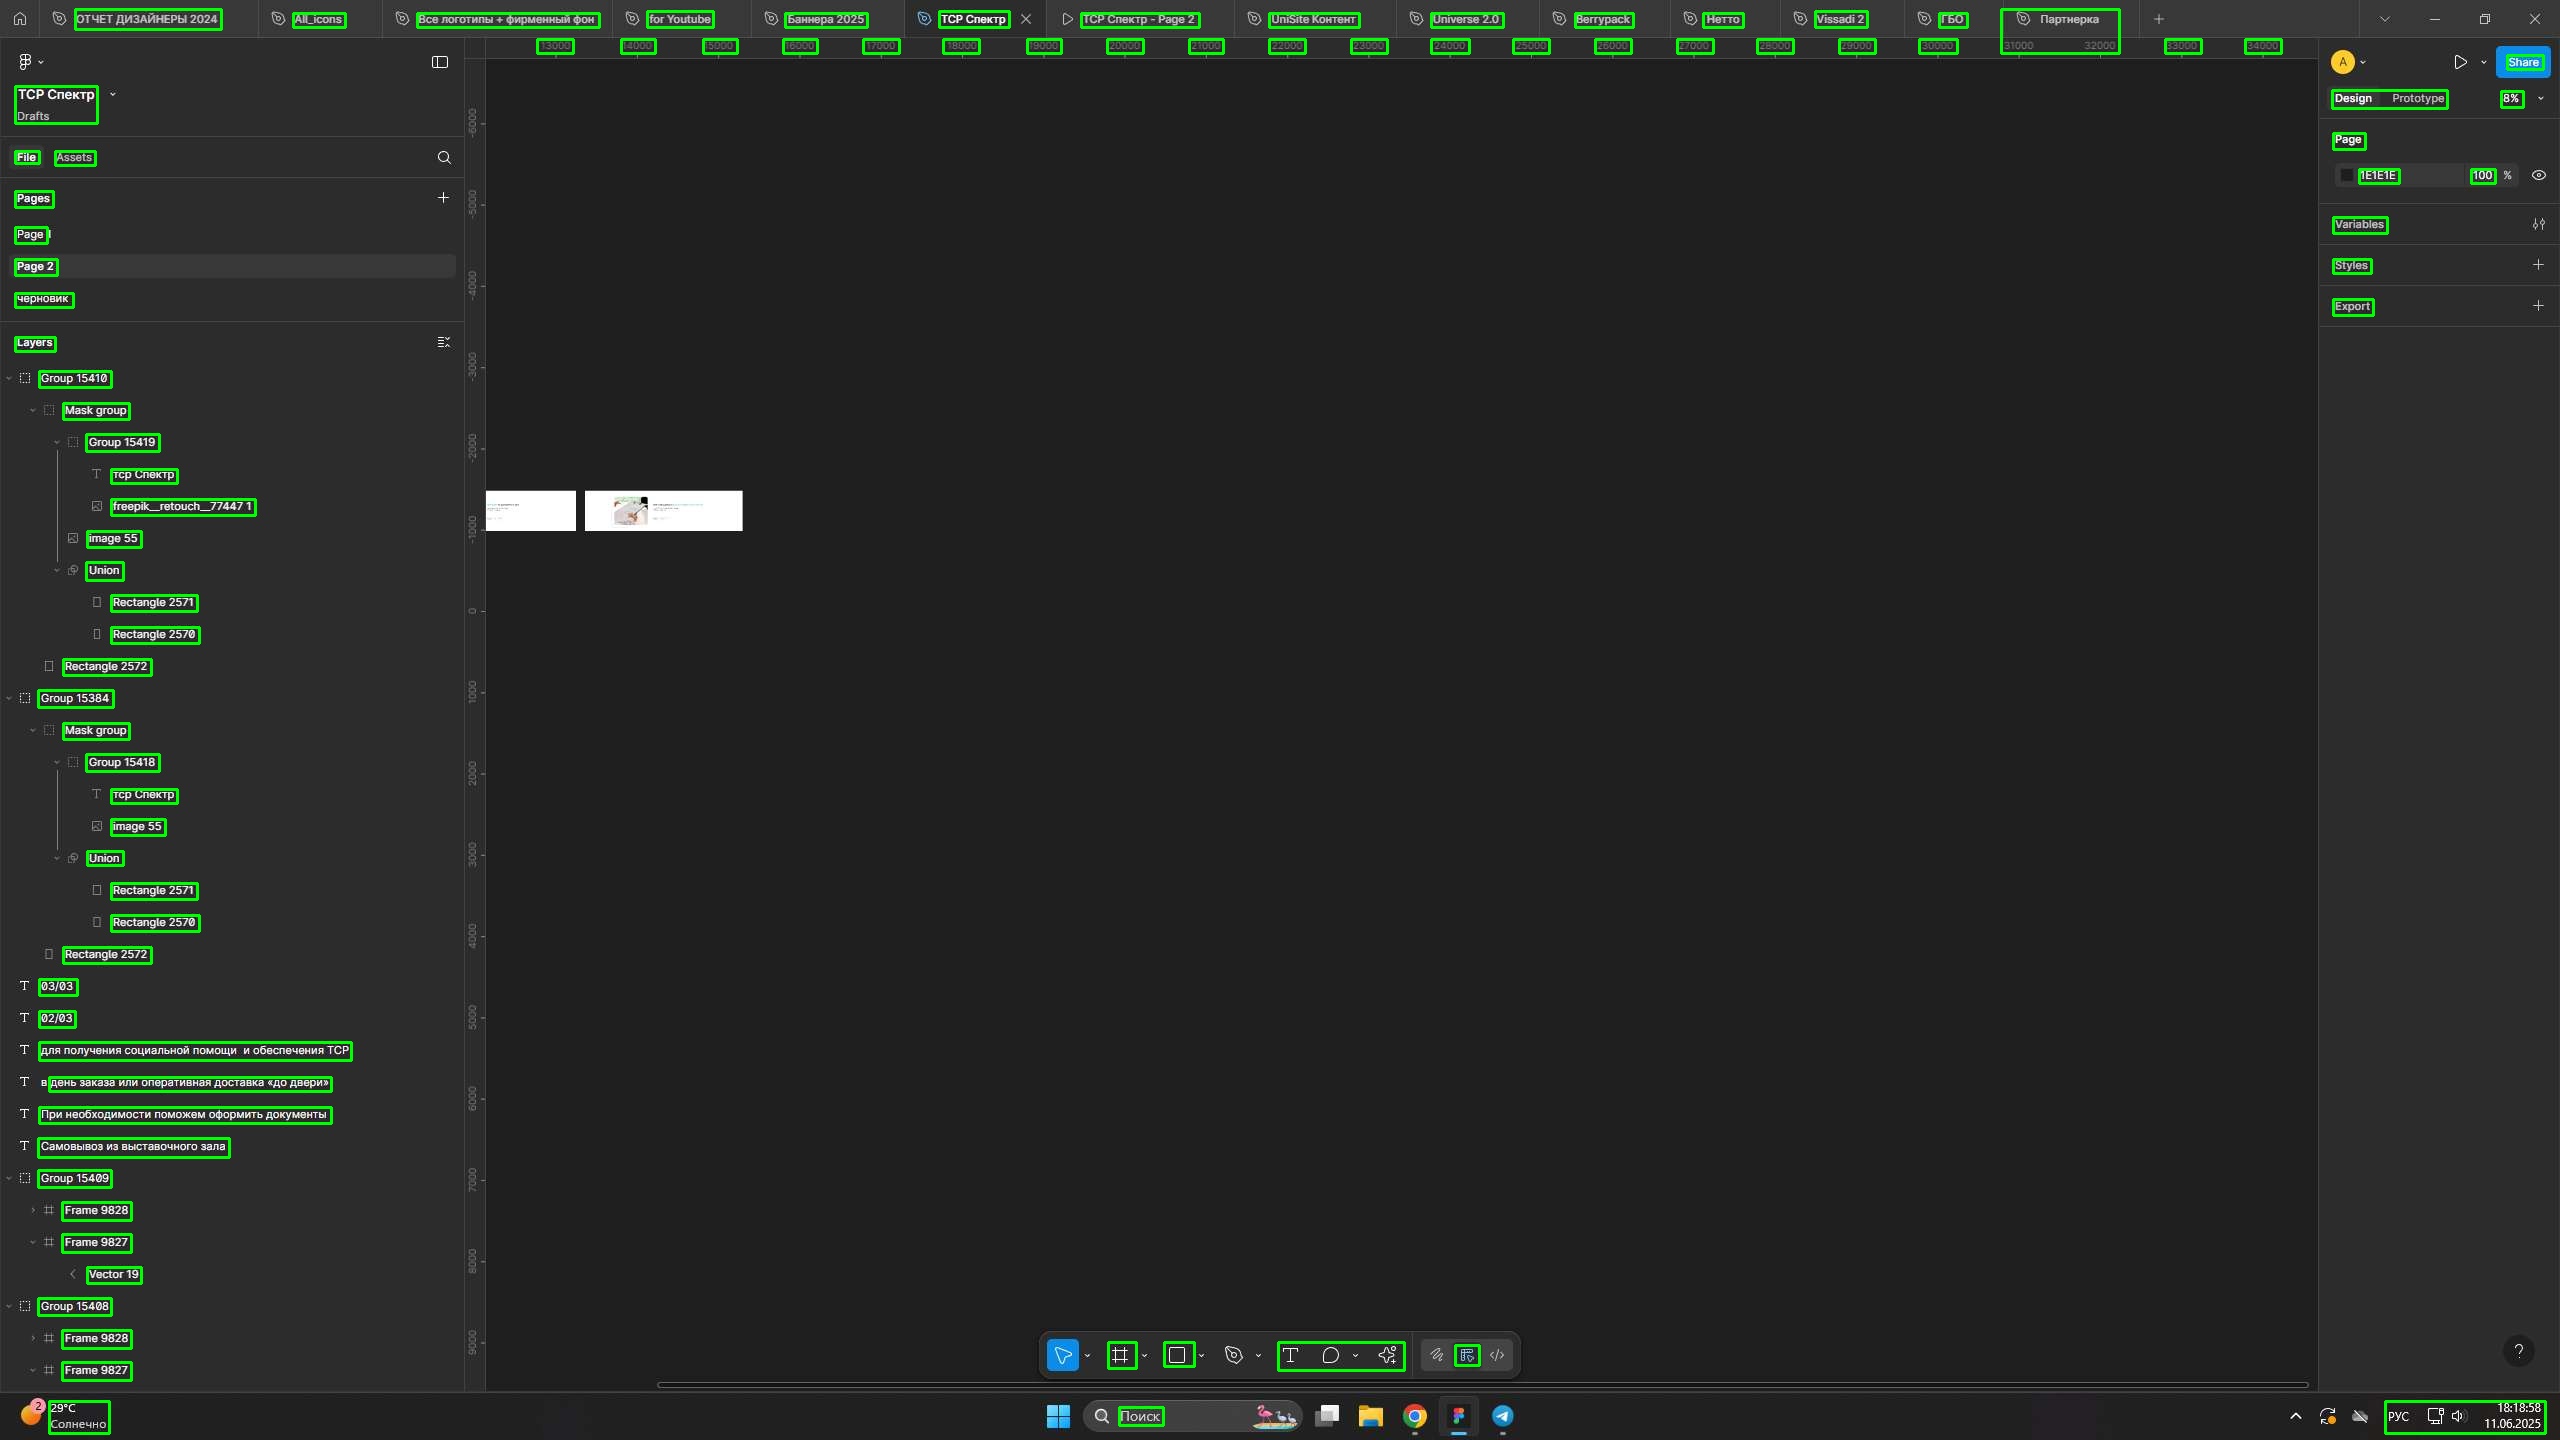 ОТЧЕТ ДИЗАЙНЕРЫ 2024
All_icons
Все логотипы + фирменный фон
for Youtube
Баннера 2025
ТСР Спектр
ТСР Спектр - Page 2
UniSite Контент
Universe 2.0
Berrypack
Нетто
Vissadi 2
ГБО
Партнерка
13000 14000 15000 16000 17000 18000 19000 20000 21000 22000 23000 24000 25000 26000 27000 28000 29000 30000 31000 32000 33000 34000
ТСР Спектр
Drafts
File Assets
Pages
Page 1
Page 2
черновик
Layers
Group 15410
Mask group
Group 15419
тср Спектр
freepik__retouch__77447 1
image 55
Union
Rectangle 2571
Rectangle 2570
Rectangle 2572
Group 15384
Mask group
Group 15418
тср Спектр
image 55
Union
Rectangle 2571
Rectangle 2570
Rectangle 2572
03/03
02/03
для получения социальной помощи  и обеспечения ТСР
в день заказа или оперативная доставка «до двери»
При необходимости поможем оформить документы
Самовывоз из выставочного зала
Group 15409
Frame 9828
Frame 9827
Vector 19
Group 15408
Frame 9828
Frame 9827
-6000
-5000
-4000
-3000
-2000
-1000
0
1000
2000
3000
4000
5000
6000
7000
8000
9000
A
Share
Design Prototype 8%
Page
1E1E1E 100 %
Variables
Styles
Export
?
2
29°C
Солнечно
Поиск
РУС
18:18:58
11.06.2025